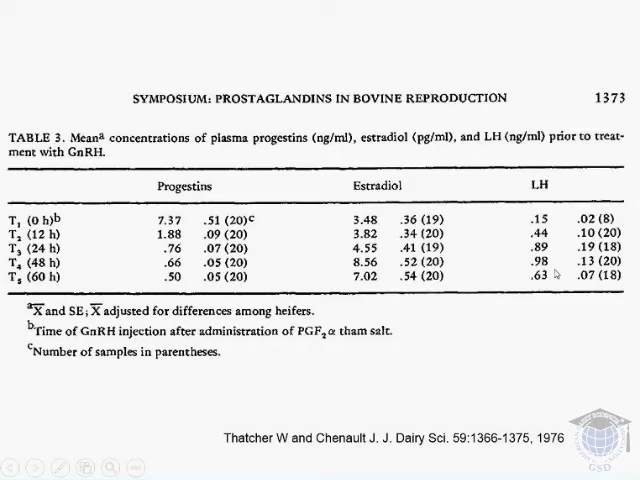 SYMPOSIUM: PROSTAGLANDINS IN BOVINE REPRODUCTION 1373
TABLE 3. Meanª concentrations of plasma progestins (ng/ml), estradiol (pg/ml), and LH (ng/ml) prior to treat-
ment with GnRH.
Progestins Estradiol LH
T₁ (0 h)ᵇ 7.37 .51 (20)ᶜ 3.48 .36 (19) .15 .02 (8)
T₂ (12 h) 1.88 .09 (20) 3.82 .34 (20) .44 .10 (20)
T₃ (24 h) .76 .07 (20) 4.55 .41 (19) .89 .19 (18)
T₄ (48 h) .66 .05 (20) 8.56 .52 (20) .98 .13 (20)
T₅ (60 h) .50 .05 (20) 7.02 .54 (20) .63 .07 (18)
ªX̅ and SE; X̅ adjusted for differences among heifers.
ᵇTime of GnRH injection after administration of PGF₂α tham salt.
ᶜNumber of samples in parentheses.
Thatcher W and Chenault J. J. Dairy Sci. 59:1366-1375, 1976
GSD